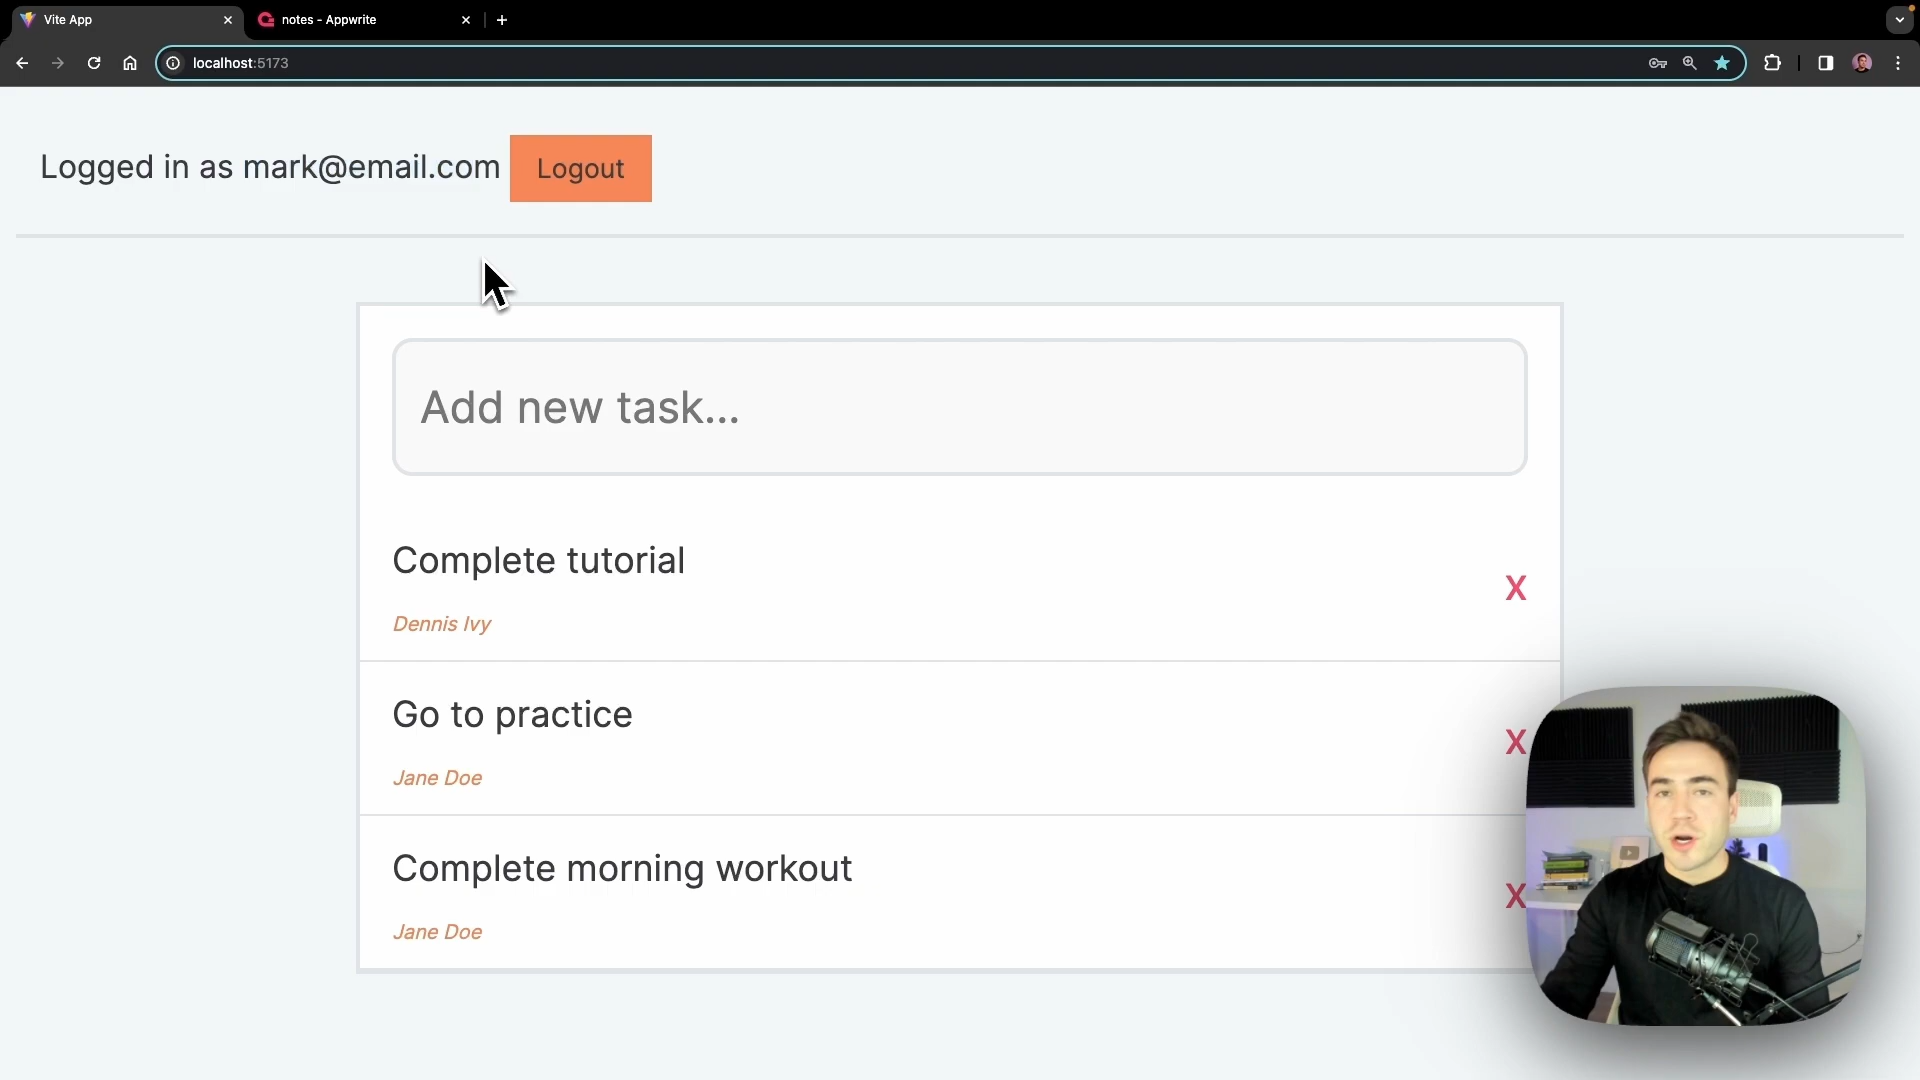 Vite App
notes - Appwrite
localhost:5173
Logged in as mark@email.com
Logout
Add new task...
Complete tutorial
X
Dennis Ivy
Go to practice
X
Jane Doe
Complete morning workout
X
Jane Doe